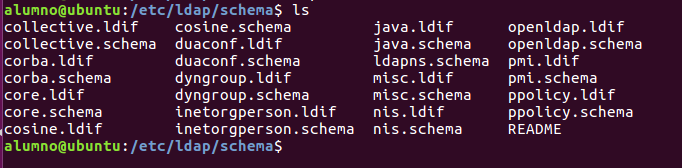 alumno@ubuntu:/etc/ldap/schema$ ls
collective.ldif cosine.schema java.ldif openldap.ldif
collective.schema duaconf.ldif java.schema openldap.schema
corba.ldif duaconf.schema ldapns.schema pmi.ldif
corba.schema dyngroup.ldif misc.ldif pmi.schema
core.ldif dyngroup.schema misc.schema ppolicy.ldif
core.schema inetorgperson.ldif nis.ldif ppolicy.schema
cosine.ldif inetorgperson.schema nis.schema README
alumno@ubuntu:/etc/ldap/schema$